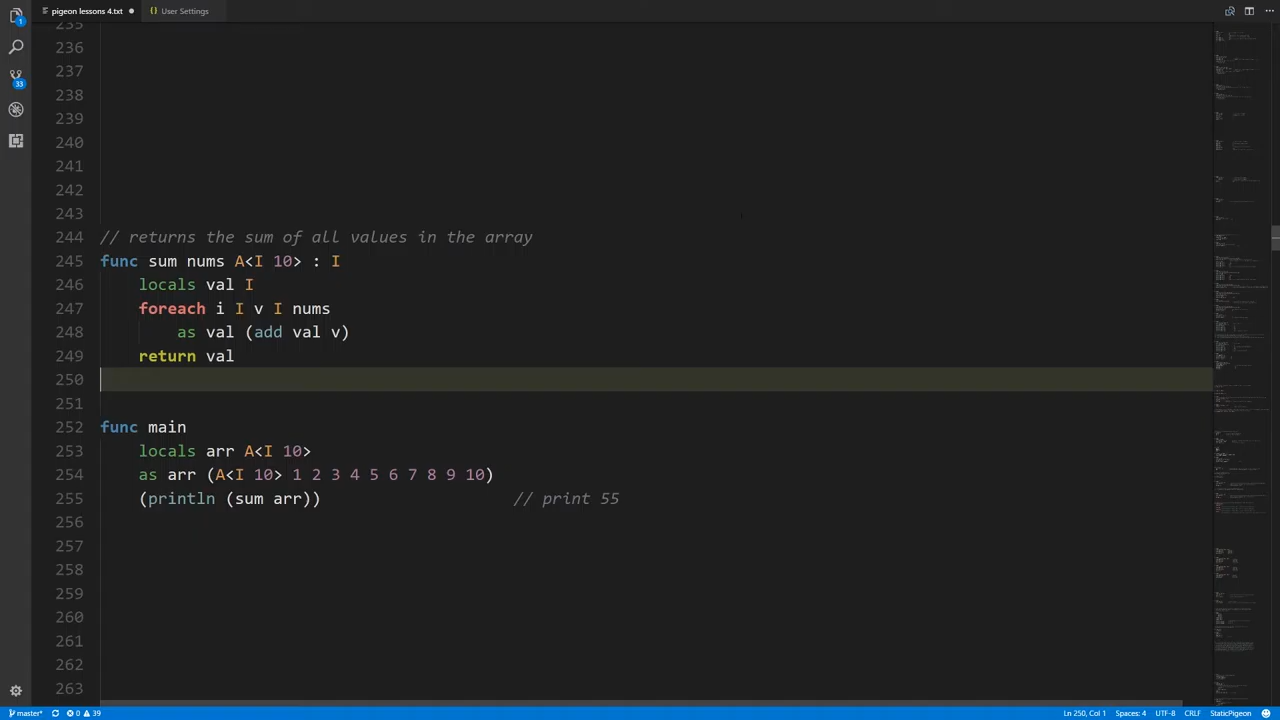 pigeon lessons 4.txt
User Settings
235
236
237
238
239
240
241
242
243
244 // returns the sum of all values in the array
245 func sum nums A<I 10> : I
246 locals val I
247 foreach i I v I nums
248 as val (add val v)
249 return val
250
251
252 func main
253 locals arr A<I 10>
254 as arr (A<I 10> 1 2 3 4 5 6 7 8 9 10)
255 (println (sum arr)) // print 55
256
257
258
259
260
261
262
263
1
33
master* 0 39 Ln 250, Col 1 Spaces: 4 UTF-8 CRLF StaticPigeon